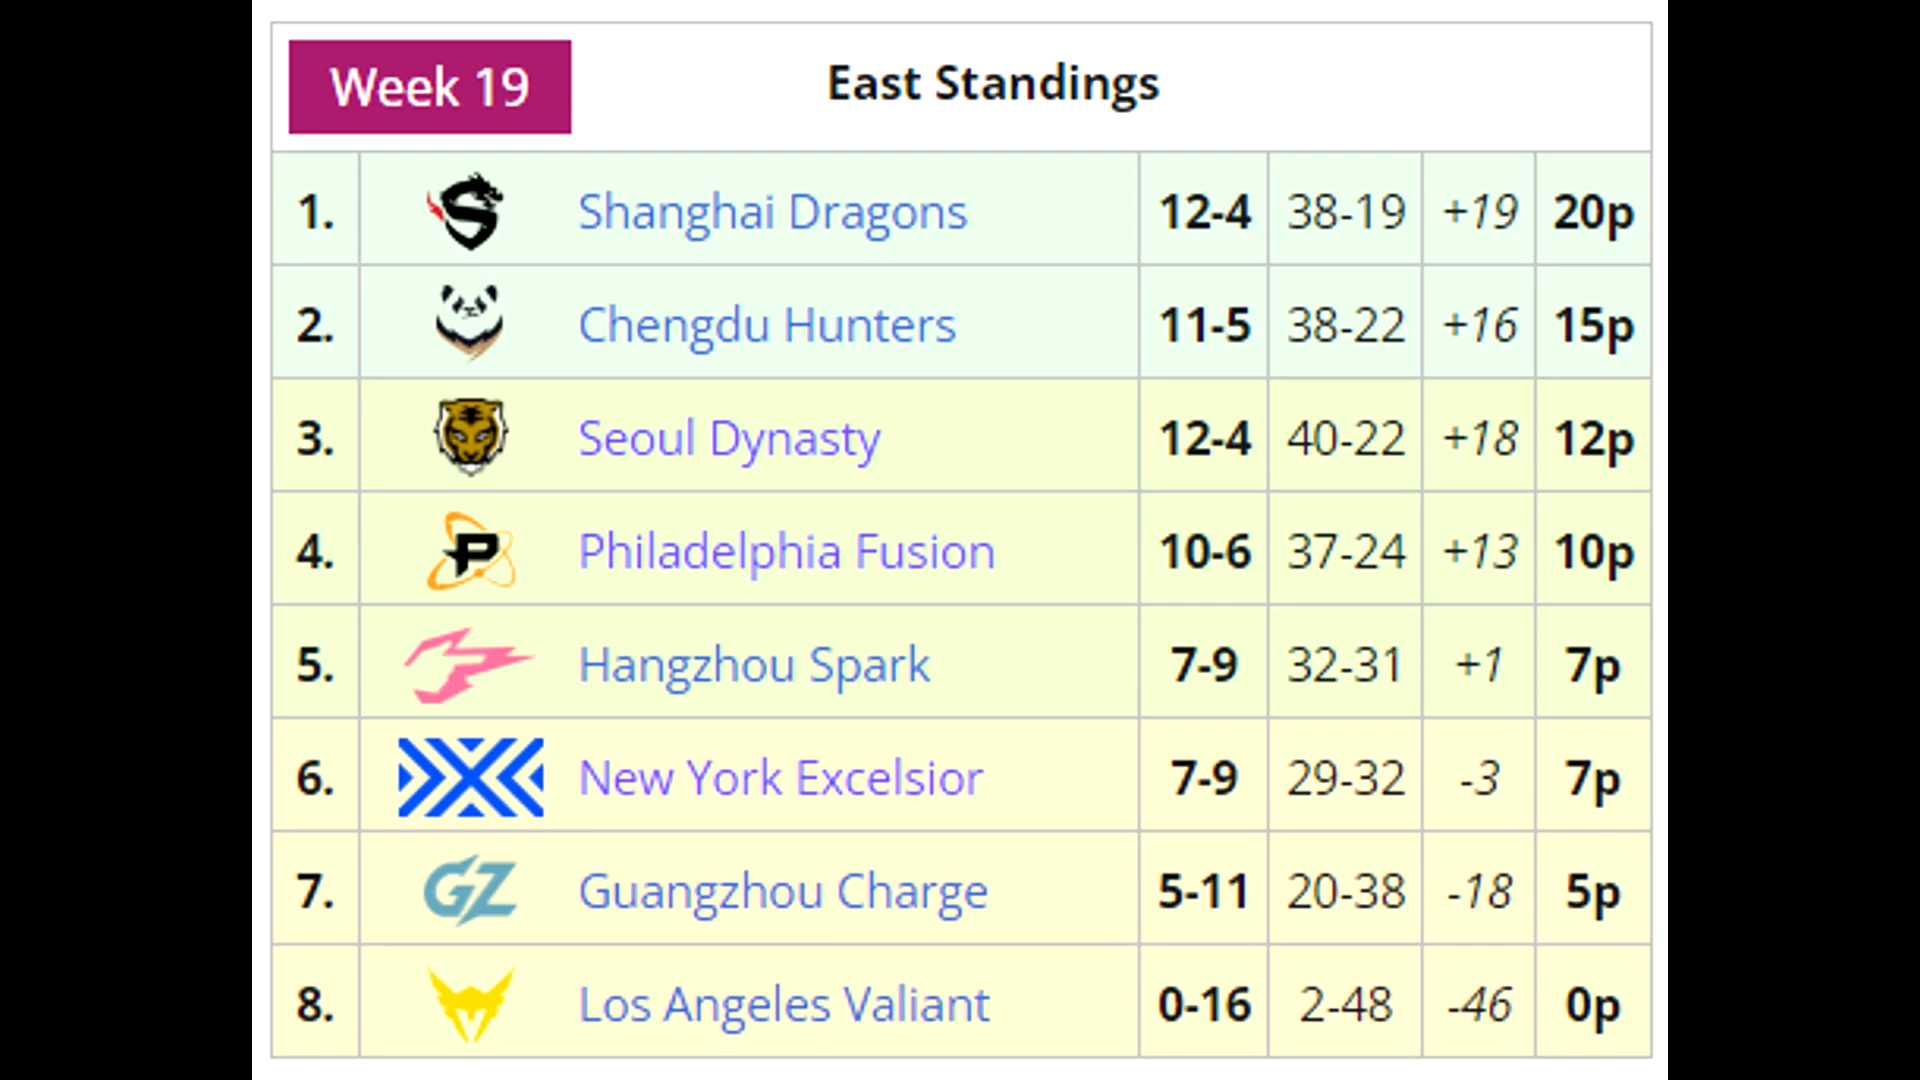 Week 19 East Standings
1. Shanghai Dragons 12-4 38-19 +19 20p
2. Chengdu Hunters 11-5 38-22 +16 15p
3. Seoul Dynasty 12-4 40-22 +18 12p
4. Philadelphia Fusion 10-6 37-24 +13 10p
5. Hangzhou Spark 7-9 32-31 +1 7p
6. New York Excelsior 7-9 29-32 -3 7p
7. GZ Guangzhou Charge 5-11 20-38 -18 5p
8. Los Angeles Valiant 0-16 2-48 -46 0p